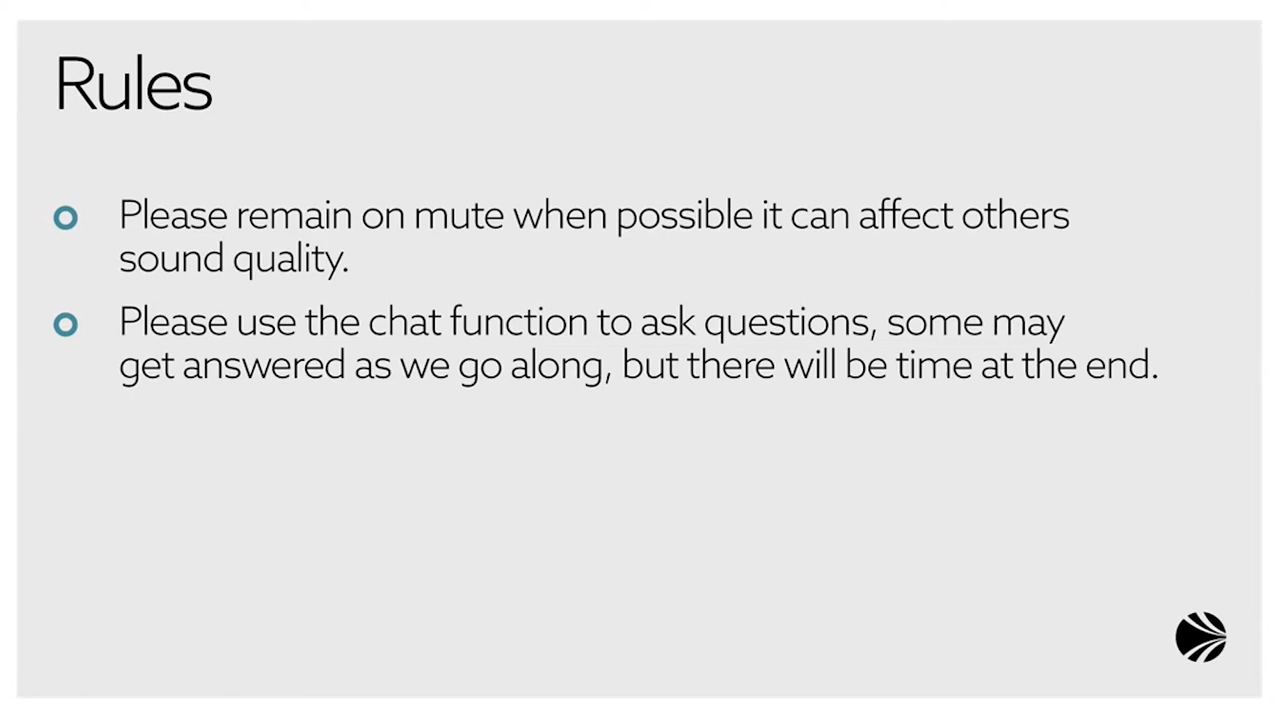 Rules
Please remain on mute when possible it can affect others
sound quality.
Please use the chat function to ask questions, some may
get answered as we go along, but there will be time at the end.